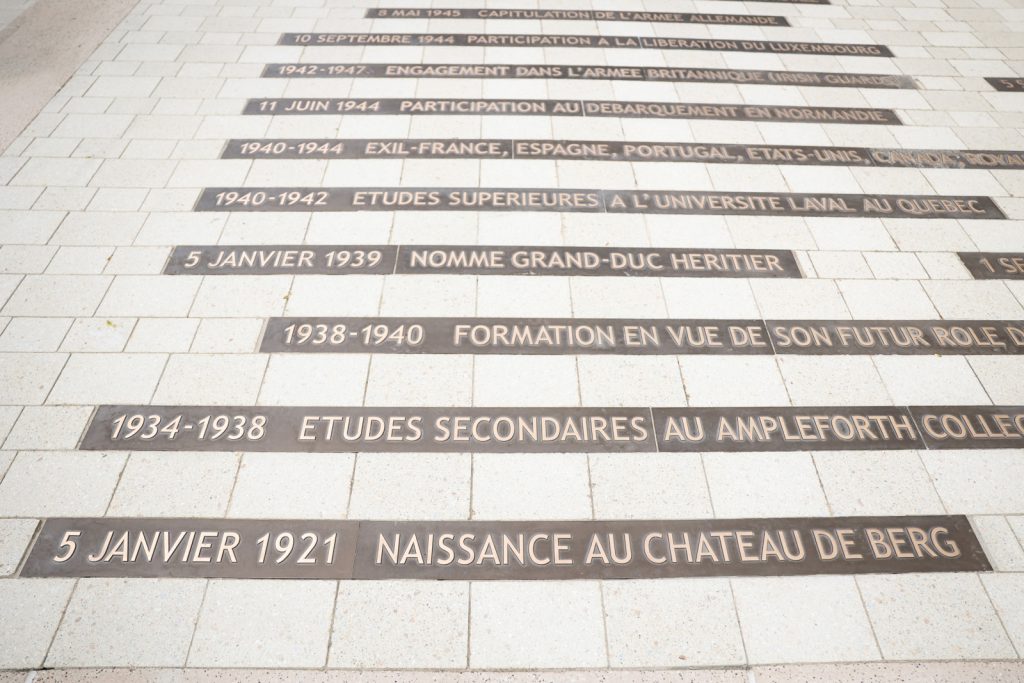 8 MAI 1945 CAPITULATION DE L'ARMEE ALLEMANDE
10 SEPTEMBRE 1944 PARTICIPATION A LA LIBERATION DU LUXEMBOURG
1942-1947 ENGAGEMENT DANS L'ARMEE BRITANNIQUE (IRISH GUARDS)
11 JUIN 1944 PARTICIPATION AU DEBARQUEMENT EN NORMANDIE
1940-1944 EXIL-FRANCE, ESPAGNE, PORTUGAL, ETATS-UNIS, CANADA,
1940-1942 ETUDES SUPERIEURES A L'UNIVERSITE LAVAL AU QUEBEC
5 JANVIER 1939 NOMME GRAND-DUC HERITIER
1938-1940 FORMATION EN VUE DE SON FUTUR ROLE
1934-1938 ETUDES SECONDAIRES AU AMPLEFORTH
5 JANVIER 1921 NAISSANCE AU CHATEAU DE BERG